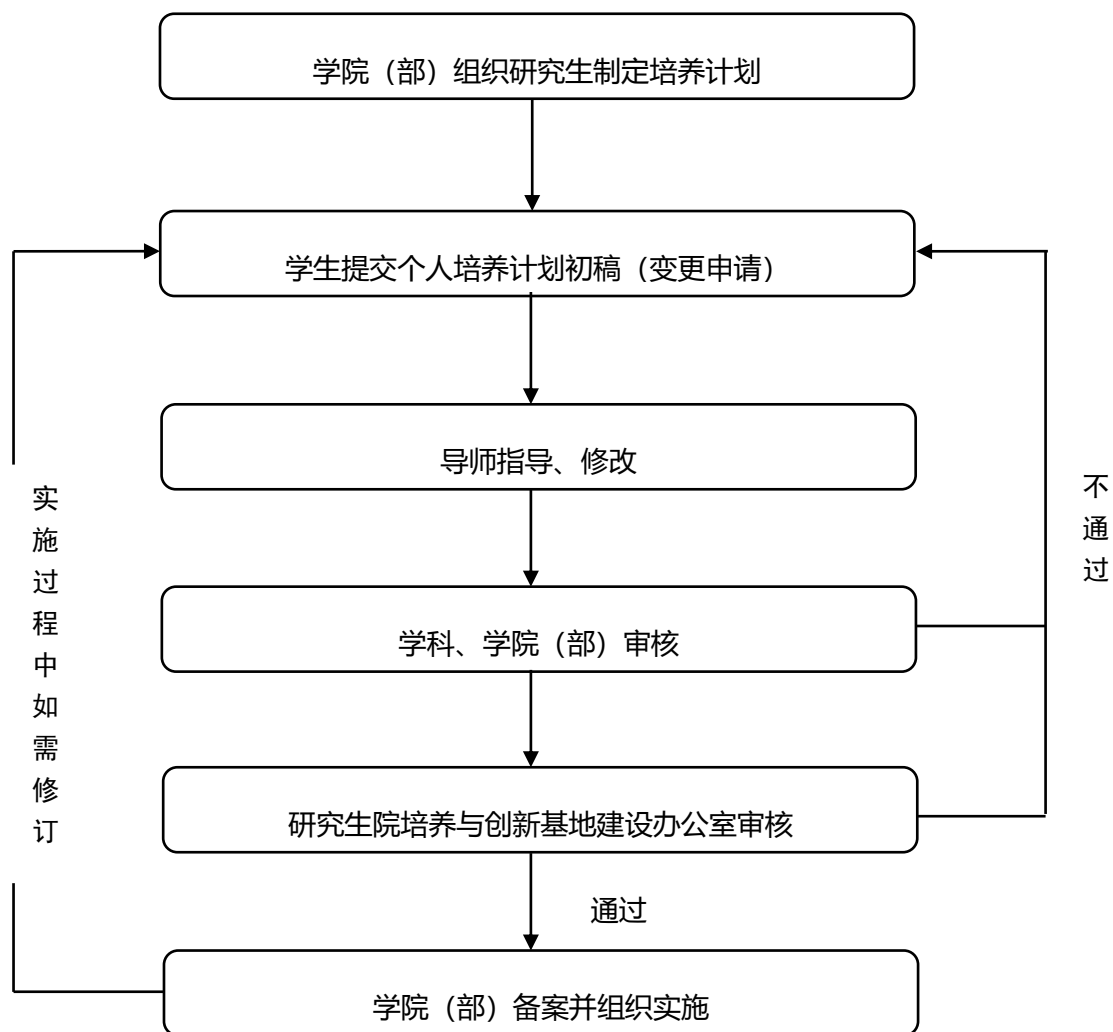 学院（部）组织研究生制定培养计划
学生提交个人培养计划初稿（变更申请）
导师指导、修改
实施过程中如需修订
不通过
学科、学院（部）审核
研究生院培养与创新基地建设办公室审核
通过
学院（部）备案并组织实施